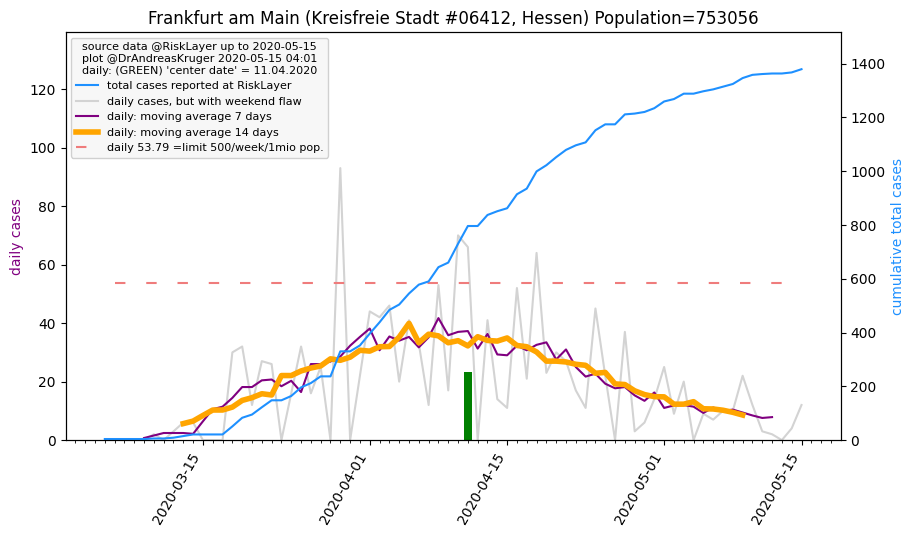 Frankfurt am Main (Kreisfreie Stadt #06412, Hessen) Population=753056
source data @RiskLayer up to 2020-05-15
plot @DrAndreasKruger 2020-05-15 04:01
daily: (GREEN) 'center date' = 11.04.2020
total cases reported at RiskLayer
daily cases, but with weekend flaw
daily: moving average 7 days
daily: moving average 14 days
daily 53.79 =limit 500/week/1mio pop.
daily cases
120
100
80
60
40
20
0
cumulative total cases
1400
1200
1000
800
600
400
200
0
2020-03-15
2020-04-01
2020-04-15
2020-05-01
2020-05-15